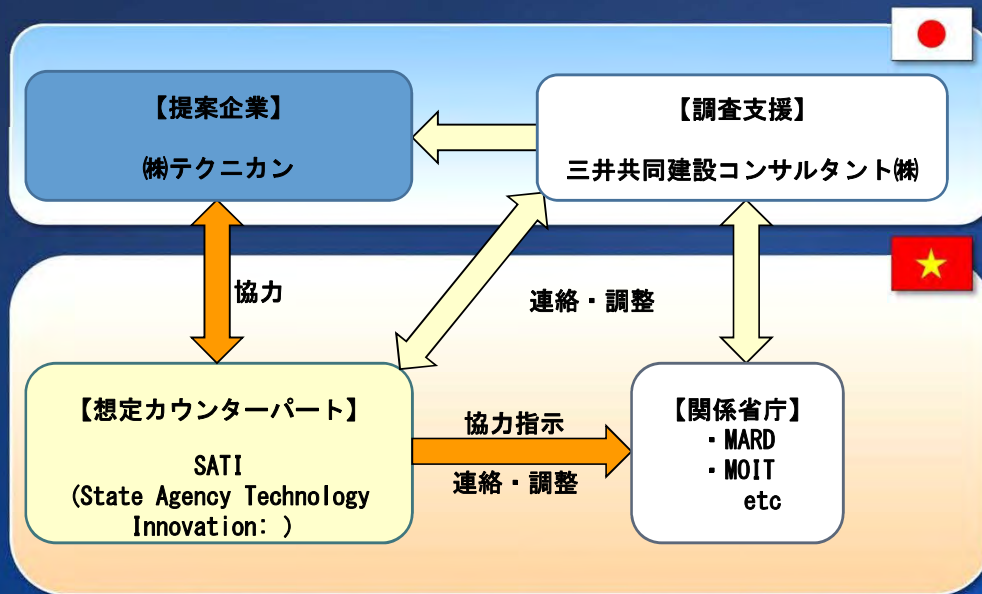 【提案企業】
㈱テクニカン
【調査支援】
三井共同建設コンサルタント㈱
協力
連絡・調整
【想定カウンターパート】
SATI
(State Agency Technology
Innovation: )
協力指示
連絡・調整
【関係省庁】
・MARD
・MOIT
etc